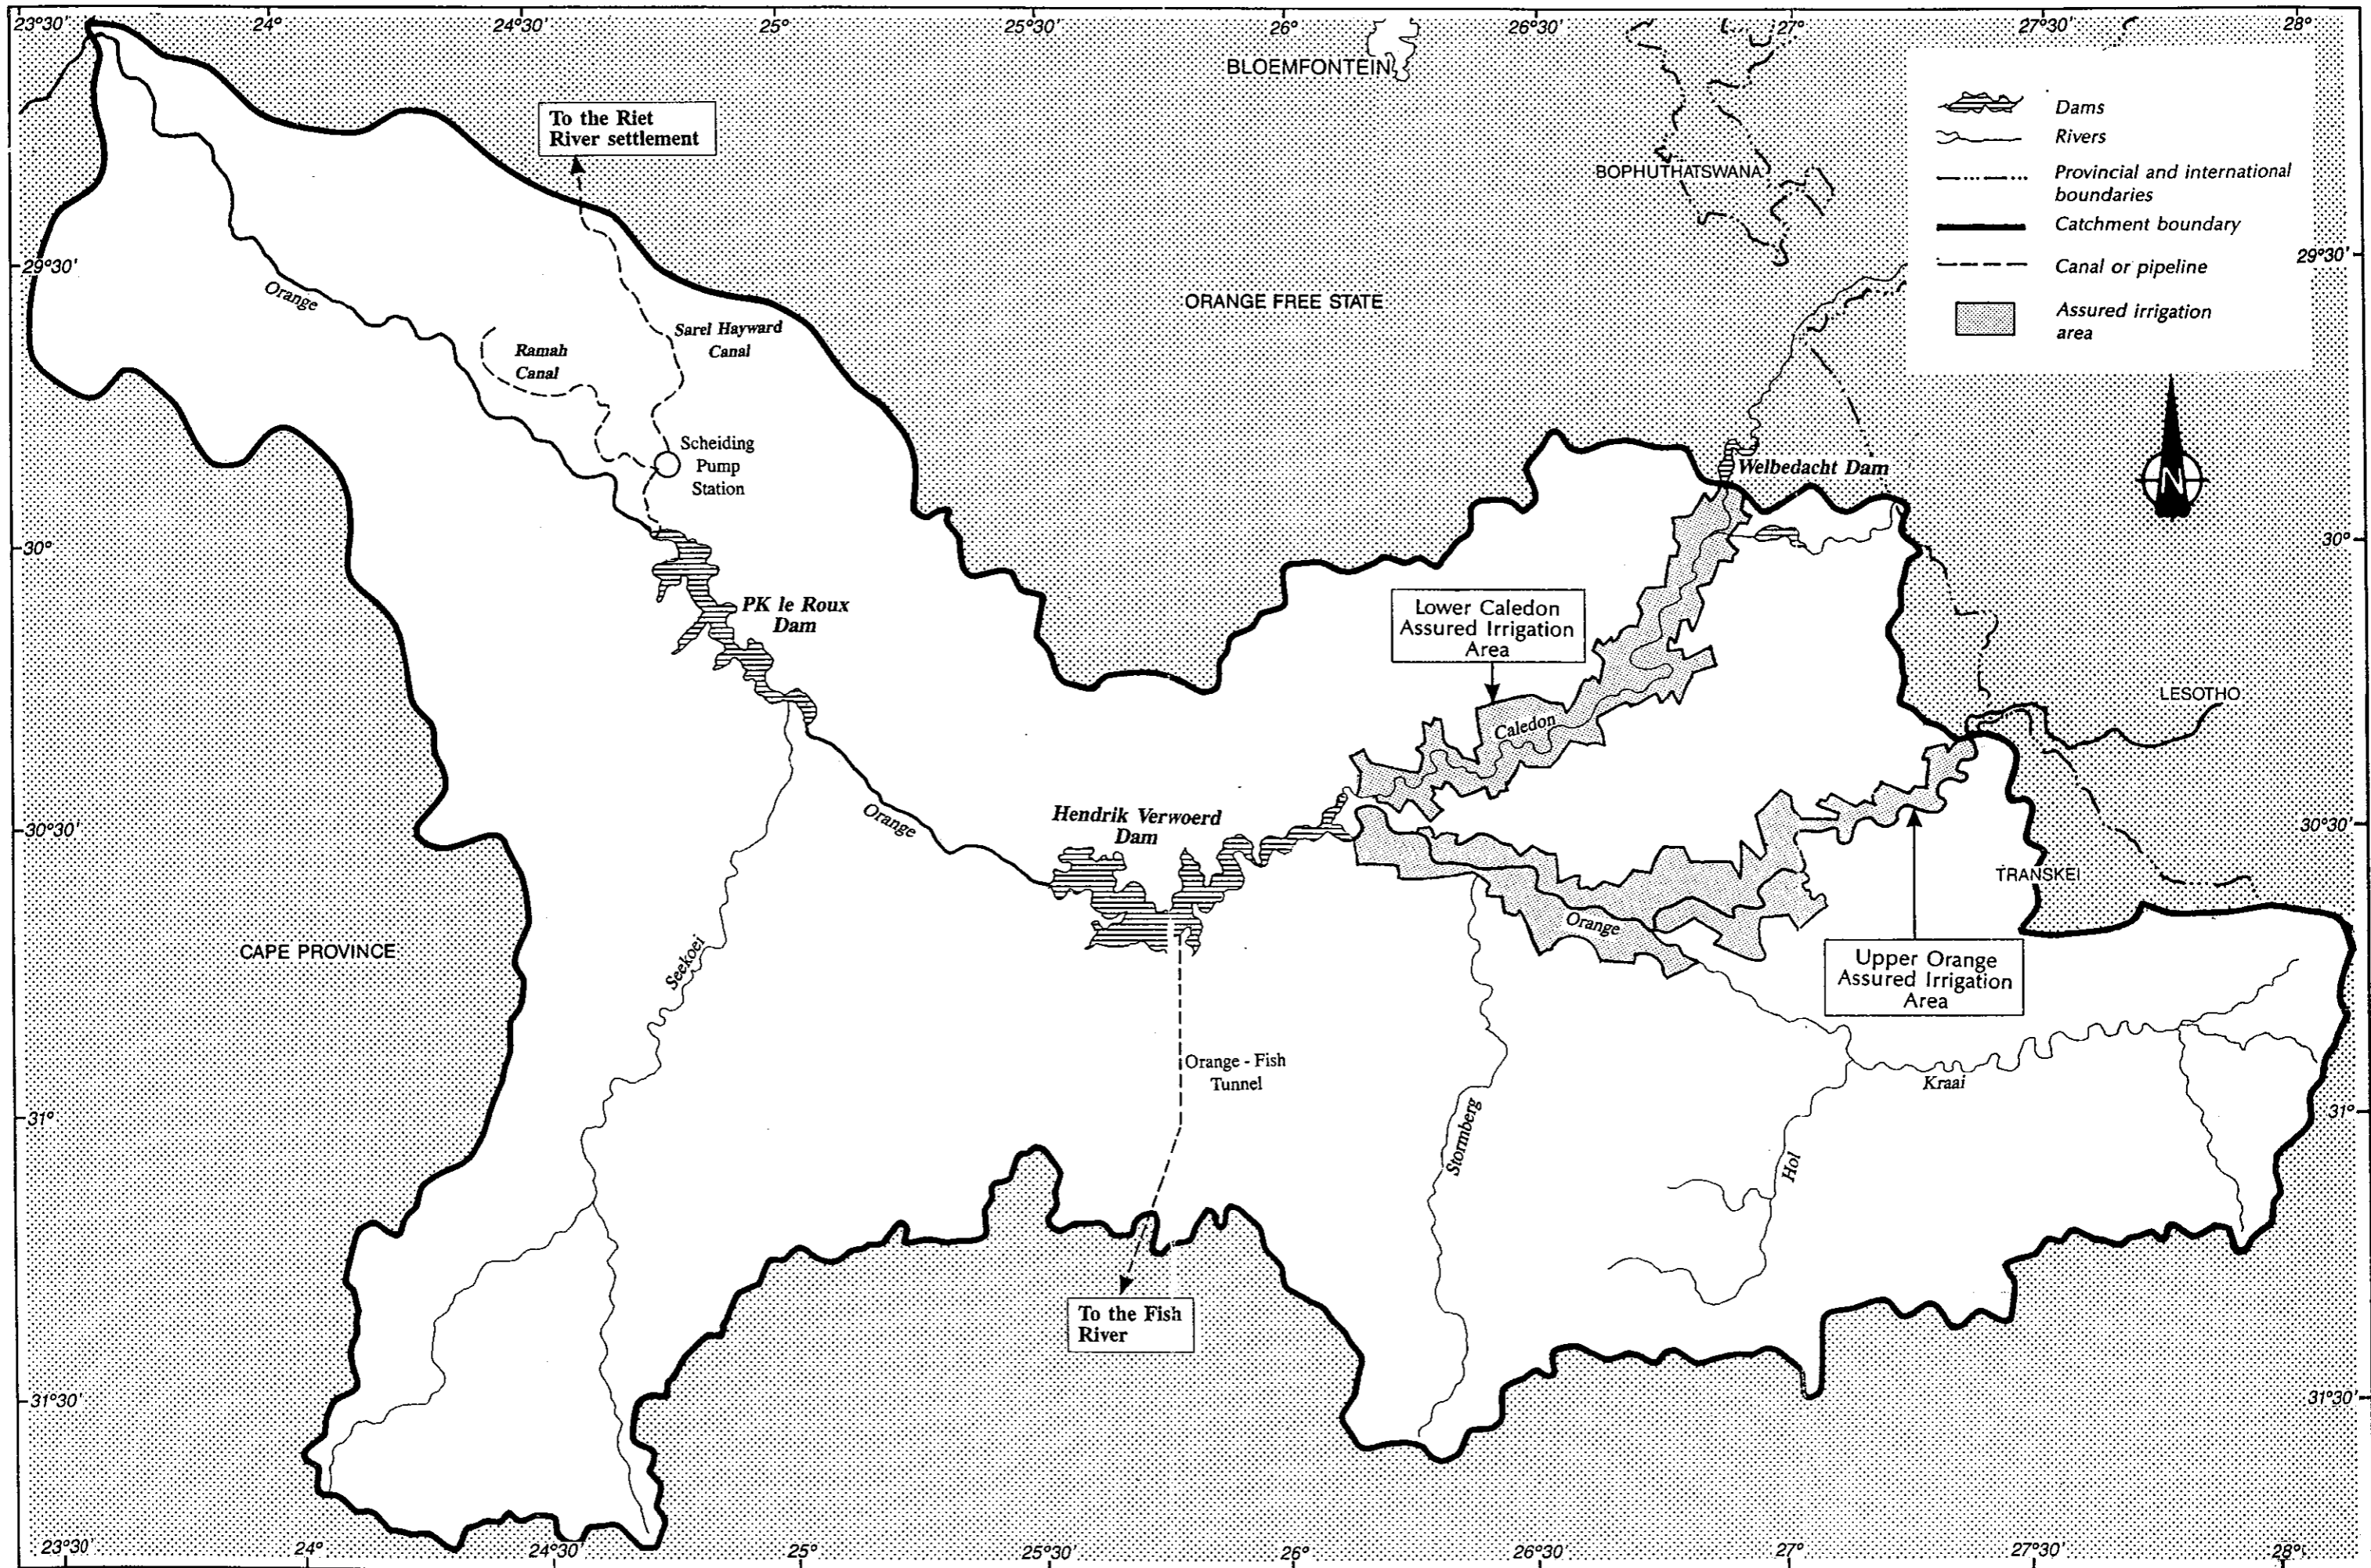 23°30'
24°
24°30'
25°
25°30'
26°
26°30'
27°
27°30'
28°
BLOEMFONTEIN
To the Riet
River settlement
BOPHUTHATSWANA
Dams
Rivers
Provincial and international
boundaries
Catchment boundary
Canal or pipeline
Assured irrigation
area
29°30'
29°30'
Orange
ORANGE FREE STATE
Sarel Hayward
Canal
Ramah
Canal
Scheiding
Pump
Station
Welbedacht Dam
N
30°
30°
PK le Roux
Dam
Lower Caledon
Assured Irrigation
Area
LESOTHO
Caledon
Orange
Hendrik Verwoerd
Dam
30°30'
30°30'
TRANSKEI
Orange
CAPE PROVINCE
Seekoei
Upper Orange
Assured Irrigation
Area
Orange - Fish
Tunnel
Kraai
Stormberg
Hol
31°
31°
To the Fish
River
31°30'
31°30'
23°30'
24°
24°30'
25°
25°30'
26°
26°30'
27°
27°30'
28°